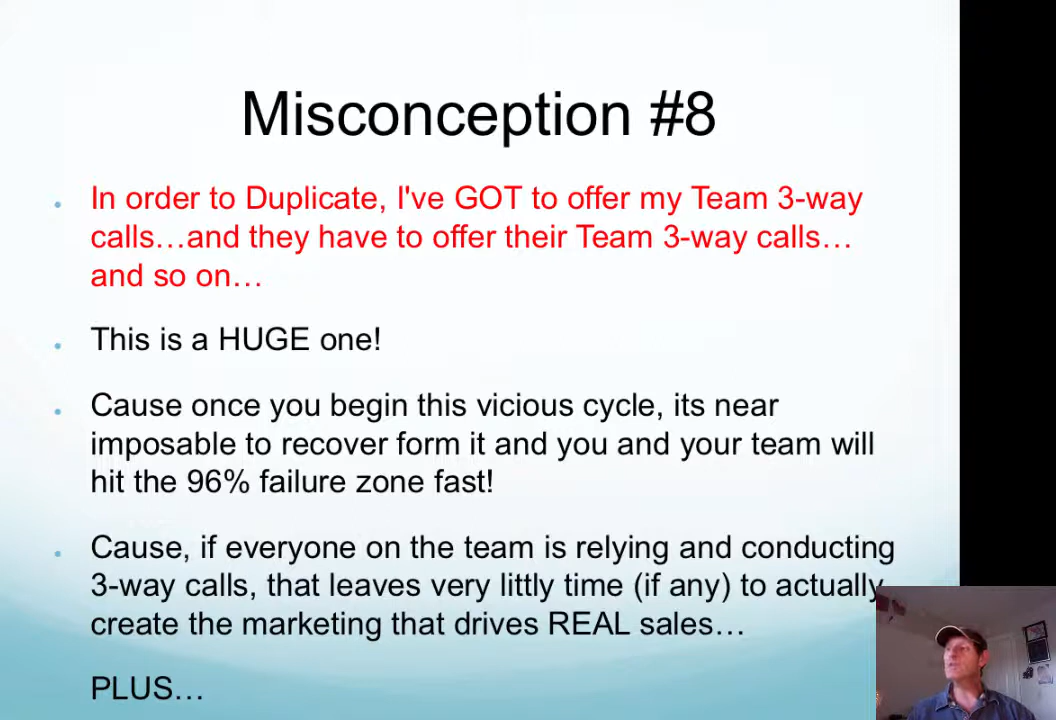 Misconception #8
In order to Duplicate, I've GOT to offer my Team 3-way
calls…and they have to offer their Team 3-way calls…
and so on…
This is a HUGE one!
Cause once you begin this vicious cycle, its near
imposable to recover form it and you and your team will
hit the 96% failure zone fast!
Cause, if everyone on the team is relying and conducting
3-way calls, that leaves very littly time (if any) to actually
create the marketing that drives REAL sales…
PLUS…